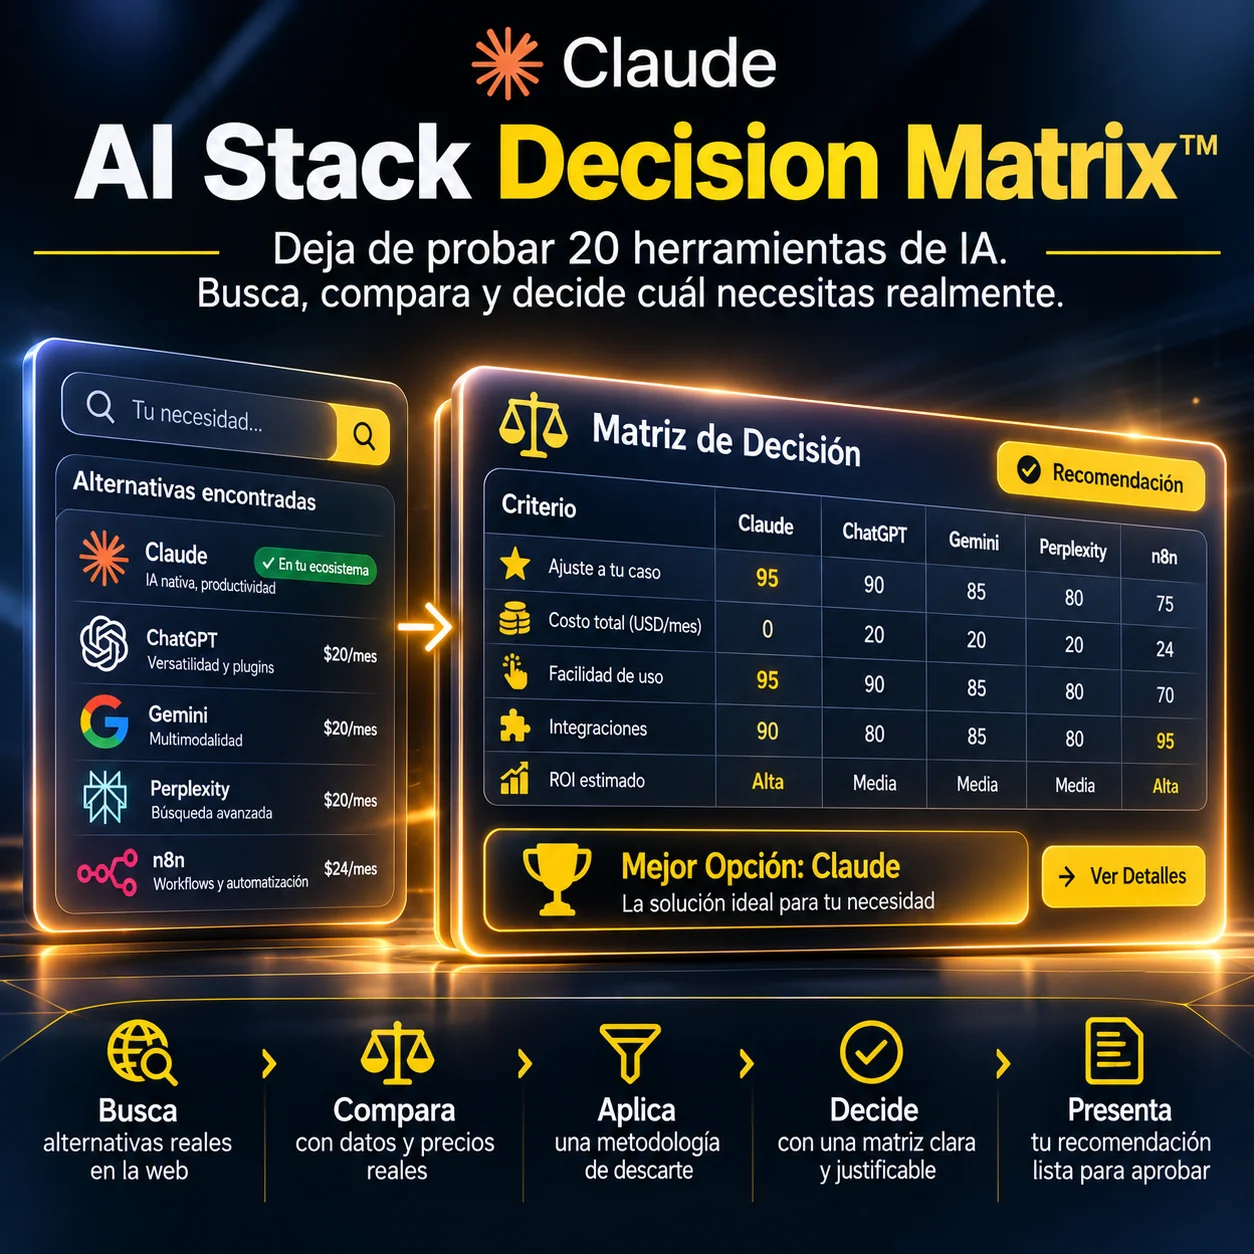 Claude
AI Stack Decision Matrix™
Deja de probar 20 herramientas de IA.
Busca, compara y decide cuál necesitas realmente.
Tu necesidad...
Alternativas encontradas
Claude
✓ En tu ecosistema
IA nativa, productividad
ChatGPT
Versatilidad y plugins
$20/mes
Gemini
Multimodalidad
$20/mes
Perplexity
Búsqueda avanzada
$20/mes
n8n
Workflows y automatización
$24/mes
Matriz de Decisión
Recomendación
Criterio Claude ChatGPT Gemini Perplexity n8n
Ajuste a tu caso 95 90 85 80 75
Costo total (USD/mes) 0 20 20 20 24
Facilidad de uso 95 90 85 80 70
Integraciones 90 80 85 80 95
ROI estimado Alta Media Media Media Alta
Mejor Opción: Claude
La solución ideal para tu necesidad
→ Ver Detalles
Busca
alternativas reales
en la web
Compara
con datos y precios
reales
Aplica
una metodología
de descarte
Decide
con una matriz clara
y justificable
Presenta
tu recomendación
lista para aprobar